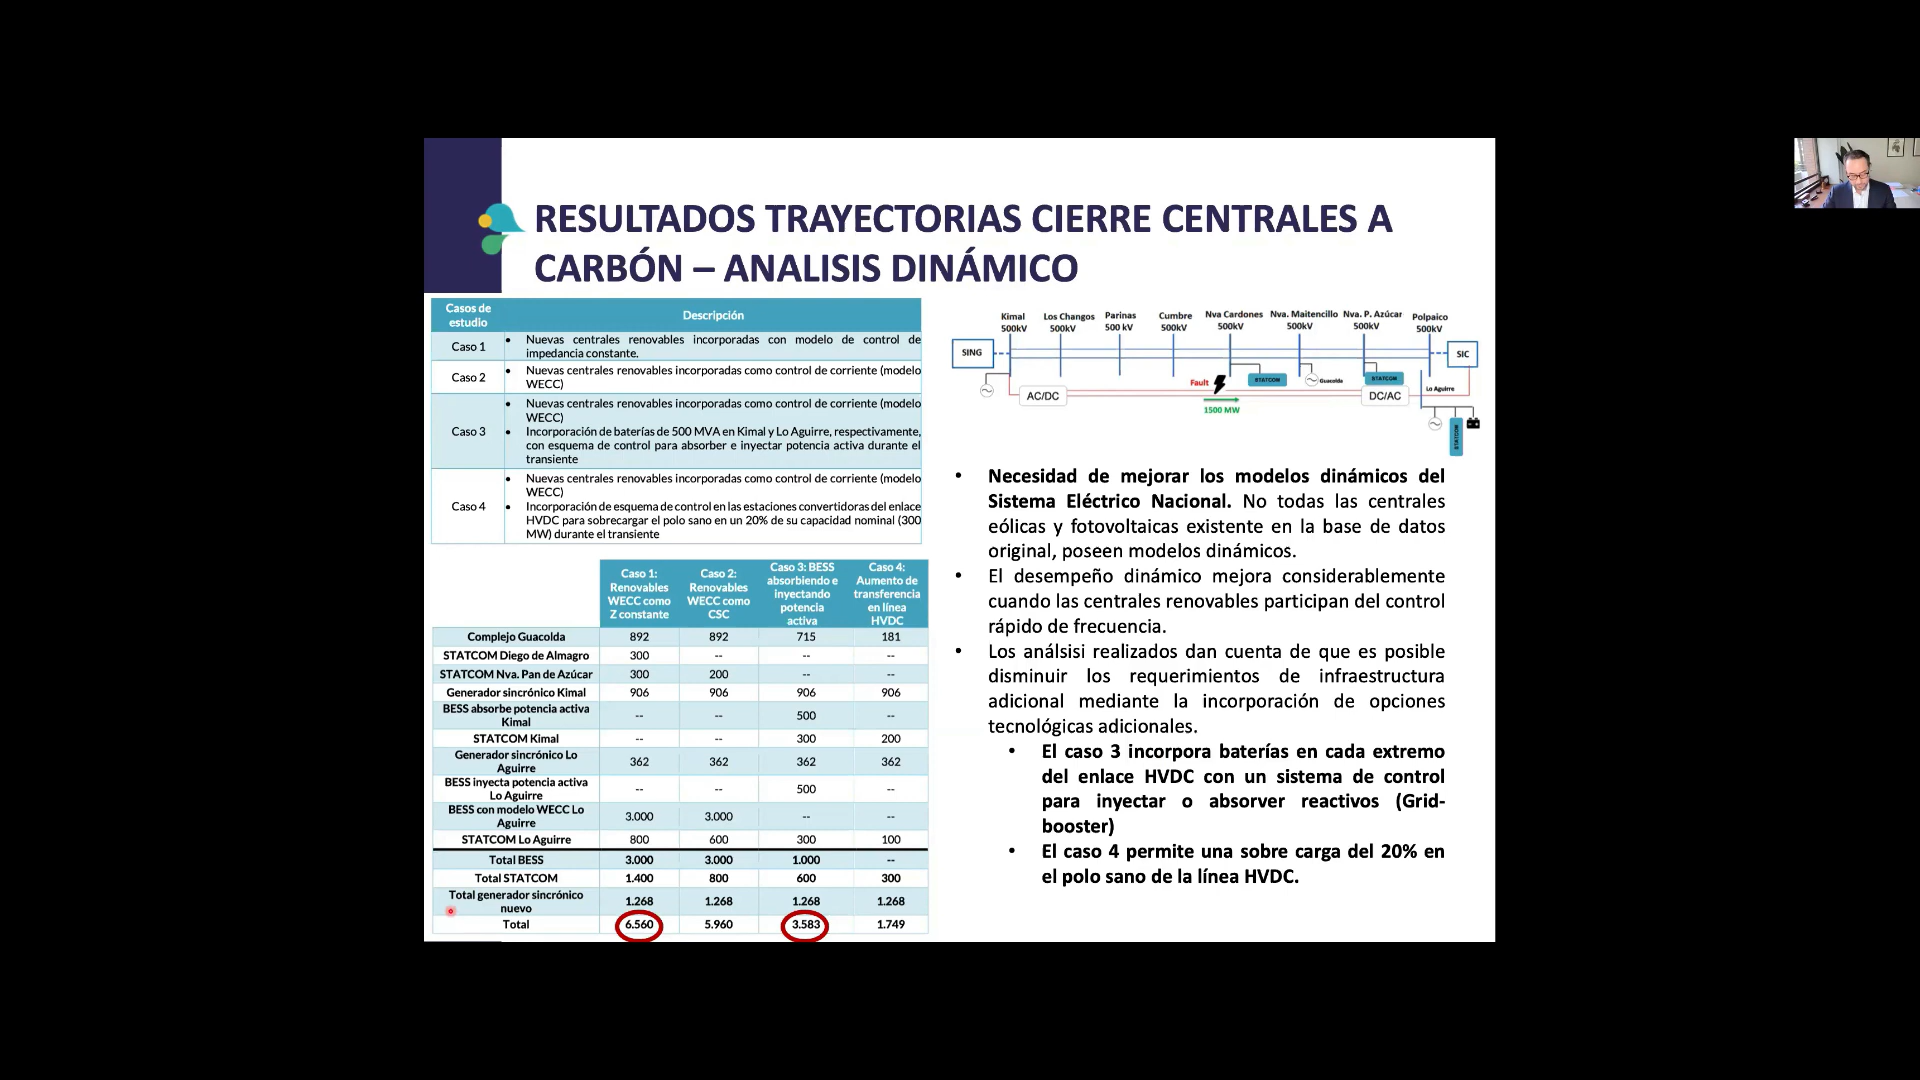 RESULTADOS TRAYECTORIAS CIERRE CENTRALES A
CARBÓN – ANALISIS DINÁMICO
Casos de
estudio
Descripción
Caso 1
• Nuevas centrales renovables incorporadas con modelo de control de
impedancia constante.
Caso 2
• Nuevas centrales renovables incorporadas como control de corriente (modelo
WECC)
Caso 3
• Nuevas centrales renovables incorporadas como control de corriente (modelo
WECC)
• Incorporación de baterías de 500 MVA en Kimal y Lo Aguirre, respectivamente,
con esquema de control para absorber e inyectar potencia activa durante el
transiente
Caso 4
• Nuevas centrales renovables incorporadas como control de corriente (modelo
WECC)
• Incorporación de esquema de control en las estaciones convertidoras del enlace
HVDC para sobrecargar el polo sano en un 20% de su capacidad nominal (300
MW) durante el transiente
Caso 1:
Renovables
WECC como
Z constante
Caso 2:
Renovables
WECC como
CSC
Caso 3: BESS
absorbiendo e
inyectando
potencia
activa
Caso 4:
Aumento de
transferencia
en línea
HVDC
Complejo Guacolda 892 892 715 181
STATCOM Diego de Almagro 300 -- -- --
STATCOM Nva. Pan de Azúcar 300 200 -- --
Generador sincrónico Kimal 906 906 906 906
BESS absorbe potencia activa
Kimal -- -- 500 --
STATCOM Kimal -- -- 300 200
Generador sincrónico Lo
Aguirre 362 362 362 362
BESS inyecta potencia activa
Lo Aguirre -- -- 500 --
BESS con modelo WECC Lo
Aguirre 3.000 3.000 -- --
STATCOM Lo Aguirre 800 600 300 100
Total BESS 3.000 3.000 1.000 --
Total STATCOM 1.400 800 600 300
Total generador sincrónico
nuevo 1.268 1.268 1.268 1.268
Total 6.560 5.960 3.583 1.749
Kimal
500kV
Los Changos
500kV
Parinas
500 kV
Cumbre
500kV
Nva Cardones
500kV
Nva. Maitencillo
500kV
Nva. P. Azúcar
500kV
Polpaico
500kV
SING
SIC
Fault
STATCOM
Guacolda
STATCOM
Lo Aguirre
AC/DC
DC/AC
1500 MW
STATCOM
• Necesidad de mejorar los modelos dinámicos del
Sistema Eléctrico Nacional. No todas las centrales
eólicas y fotovoltaicas existente en la base de datos
original, poseen modelos dinámicos.
• El desempeño dinámico mejora considerablemente
cuando las centrales renovables participan del control
rápido de frecuencia.
• Los análsisi realizados dan cuenta de que es posible
disminuir los requerimientos de infraestructura
adicional mediante la incorporación de opciones
tecnológicas adicionales.
• El caso 3 incorpora baterías en cada extremo
del enlace HVDC con un sistema de control
para inyectar o absorver reactivos (Grid-
booster)
• El caso 4 permite una sobre carga del 20% en
el polo sano de la línea HVDC.